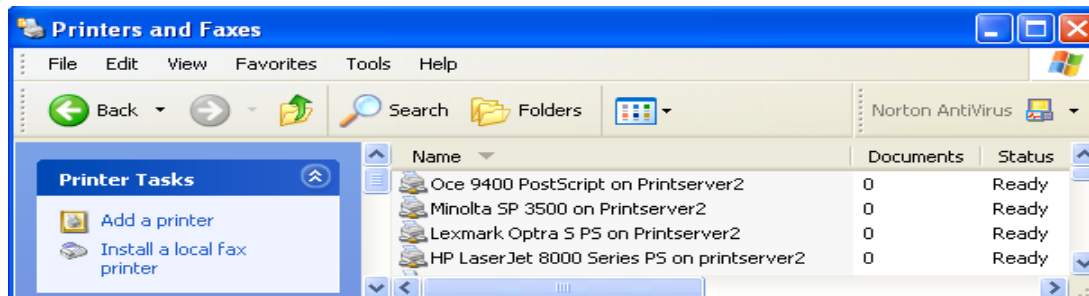 Printers and Faxes
File Edit View Favorites Tools Help
Back Search Folders Norton AntiVirus
Name Documents Status
Printer Tasks
Add a printer
Install a local fax
printer
Oce 9400 PostScript on Printserver2 0 Ready
Minolta SP 3500 on Printserver2 0 Ready
Lexmark Optra S PS on Printserver2 0 Ready
HP LaserJet 8000 Series PS on printserver2 0 Ready